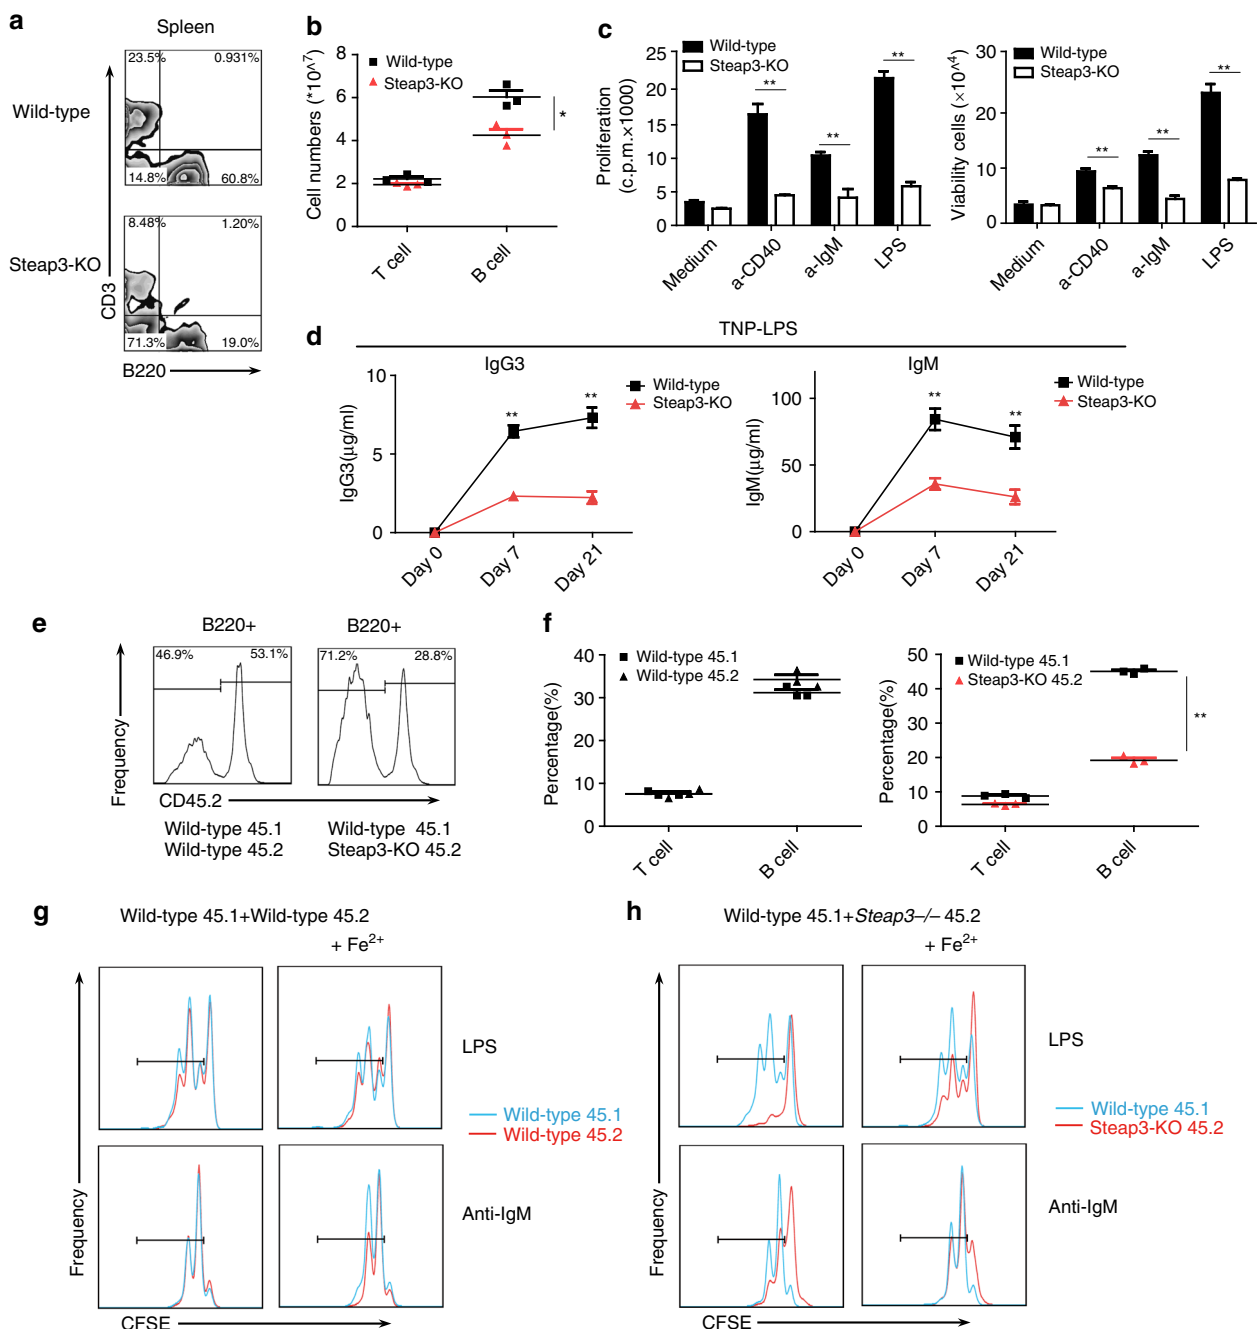 a
Spleen
Wild-type
23.5%
0.931%
14.8%
60.8%
Steap3-KO
8.48%
1.20%
71.3%
19.0%
CD3
B220
b
Cell numbers (*10^7)
8
6
4
2
0
Wild-type
Steap3-KO
*
T cell
B cell
c
Proliferation
(c.p.m.×1000)
25
20
15
10
5
0
Wild-type
Steap3-KO
**
**
**
Medium
a-CD40
a-IgM
LPS
Viability cells (×10^4)
30
20
10
0
Wild-type
Steap3-KO
**
**
**
Medium
a-CD40
a-IgM
LPS
d
TNP-LPS
IgG3
IgG3(μg/ml)
10
5
0
**
**
Wild-type
Steap3-KO
Day 0
Day 7
Day 21
IgM
IgM(μg/ml)
100
50
0
**
**
Wild-type
Steap3-KO
Day 0
Day 7
Day 21
e
Frequency
B220+
46.9%
53.1%
B220+
71.2%
28.8%
CD45.2
Wild-type 45.1
Wild-type 45.2
Wild-type 45.1
Steap3-KO 45.2
f
Percentage(%)
40
30
20
10
0
Wild-type 45.1
Wild-type 45.2
T cell
B cell
Percentage(%)
50
40
30
20
10
0
Wild-type 45.1
Steap3-KO 45.2
**
T cell
B cell
g
Wild-type 45.1+Wild-type 45.2
+ Fe2+
LPS
Wild-type 45.1
Wild-type 45.2
Anti-IgM
Frequency
CFSE
h
Wild-type 45.1+Steap3–/– 45.2
+ Fe2+
LPS
Wild-type 45.1
Steap3-KO 45.2
Anti-IgM
Frequency
CFSE